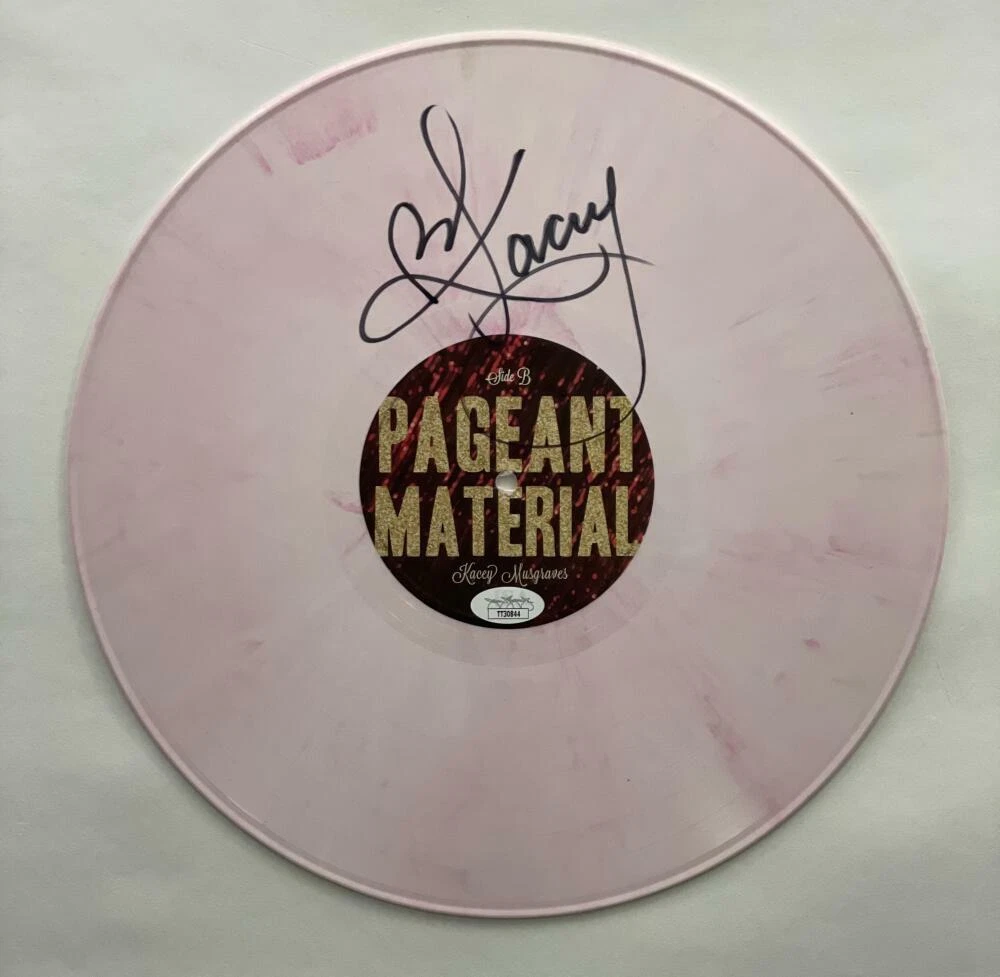 Kacey
Side B
PAGEANT
MATERIAL
Kacey Musgraves
TT30844